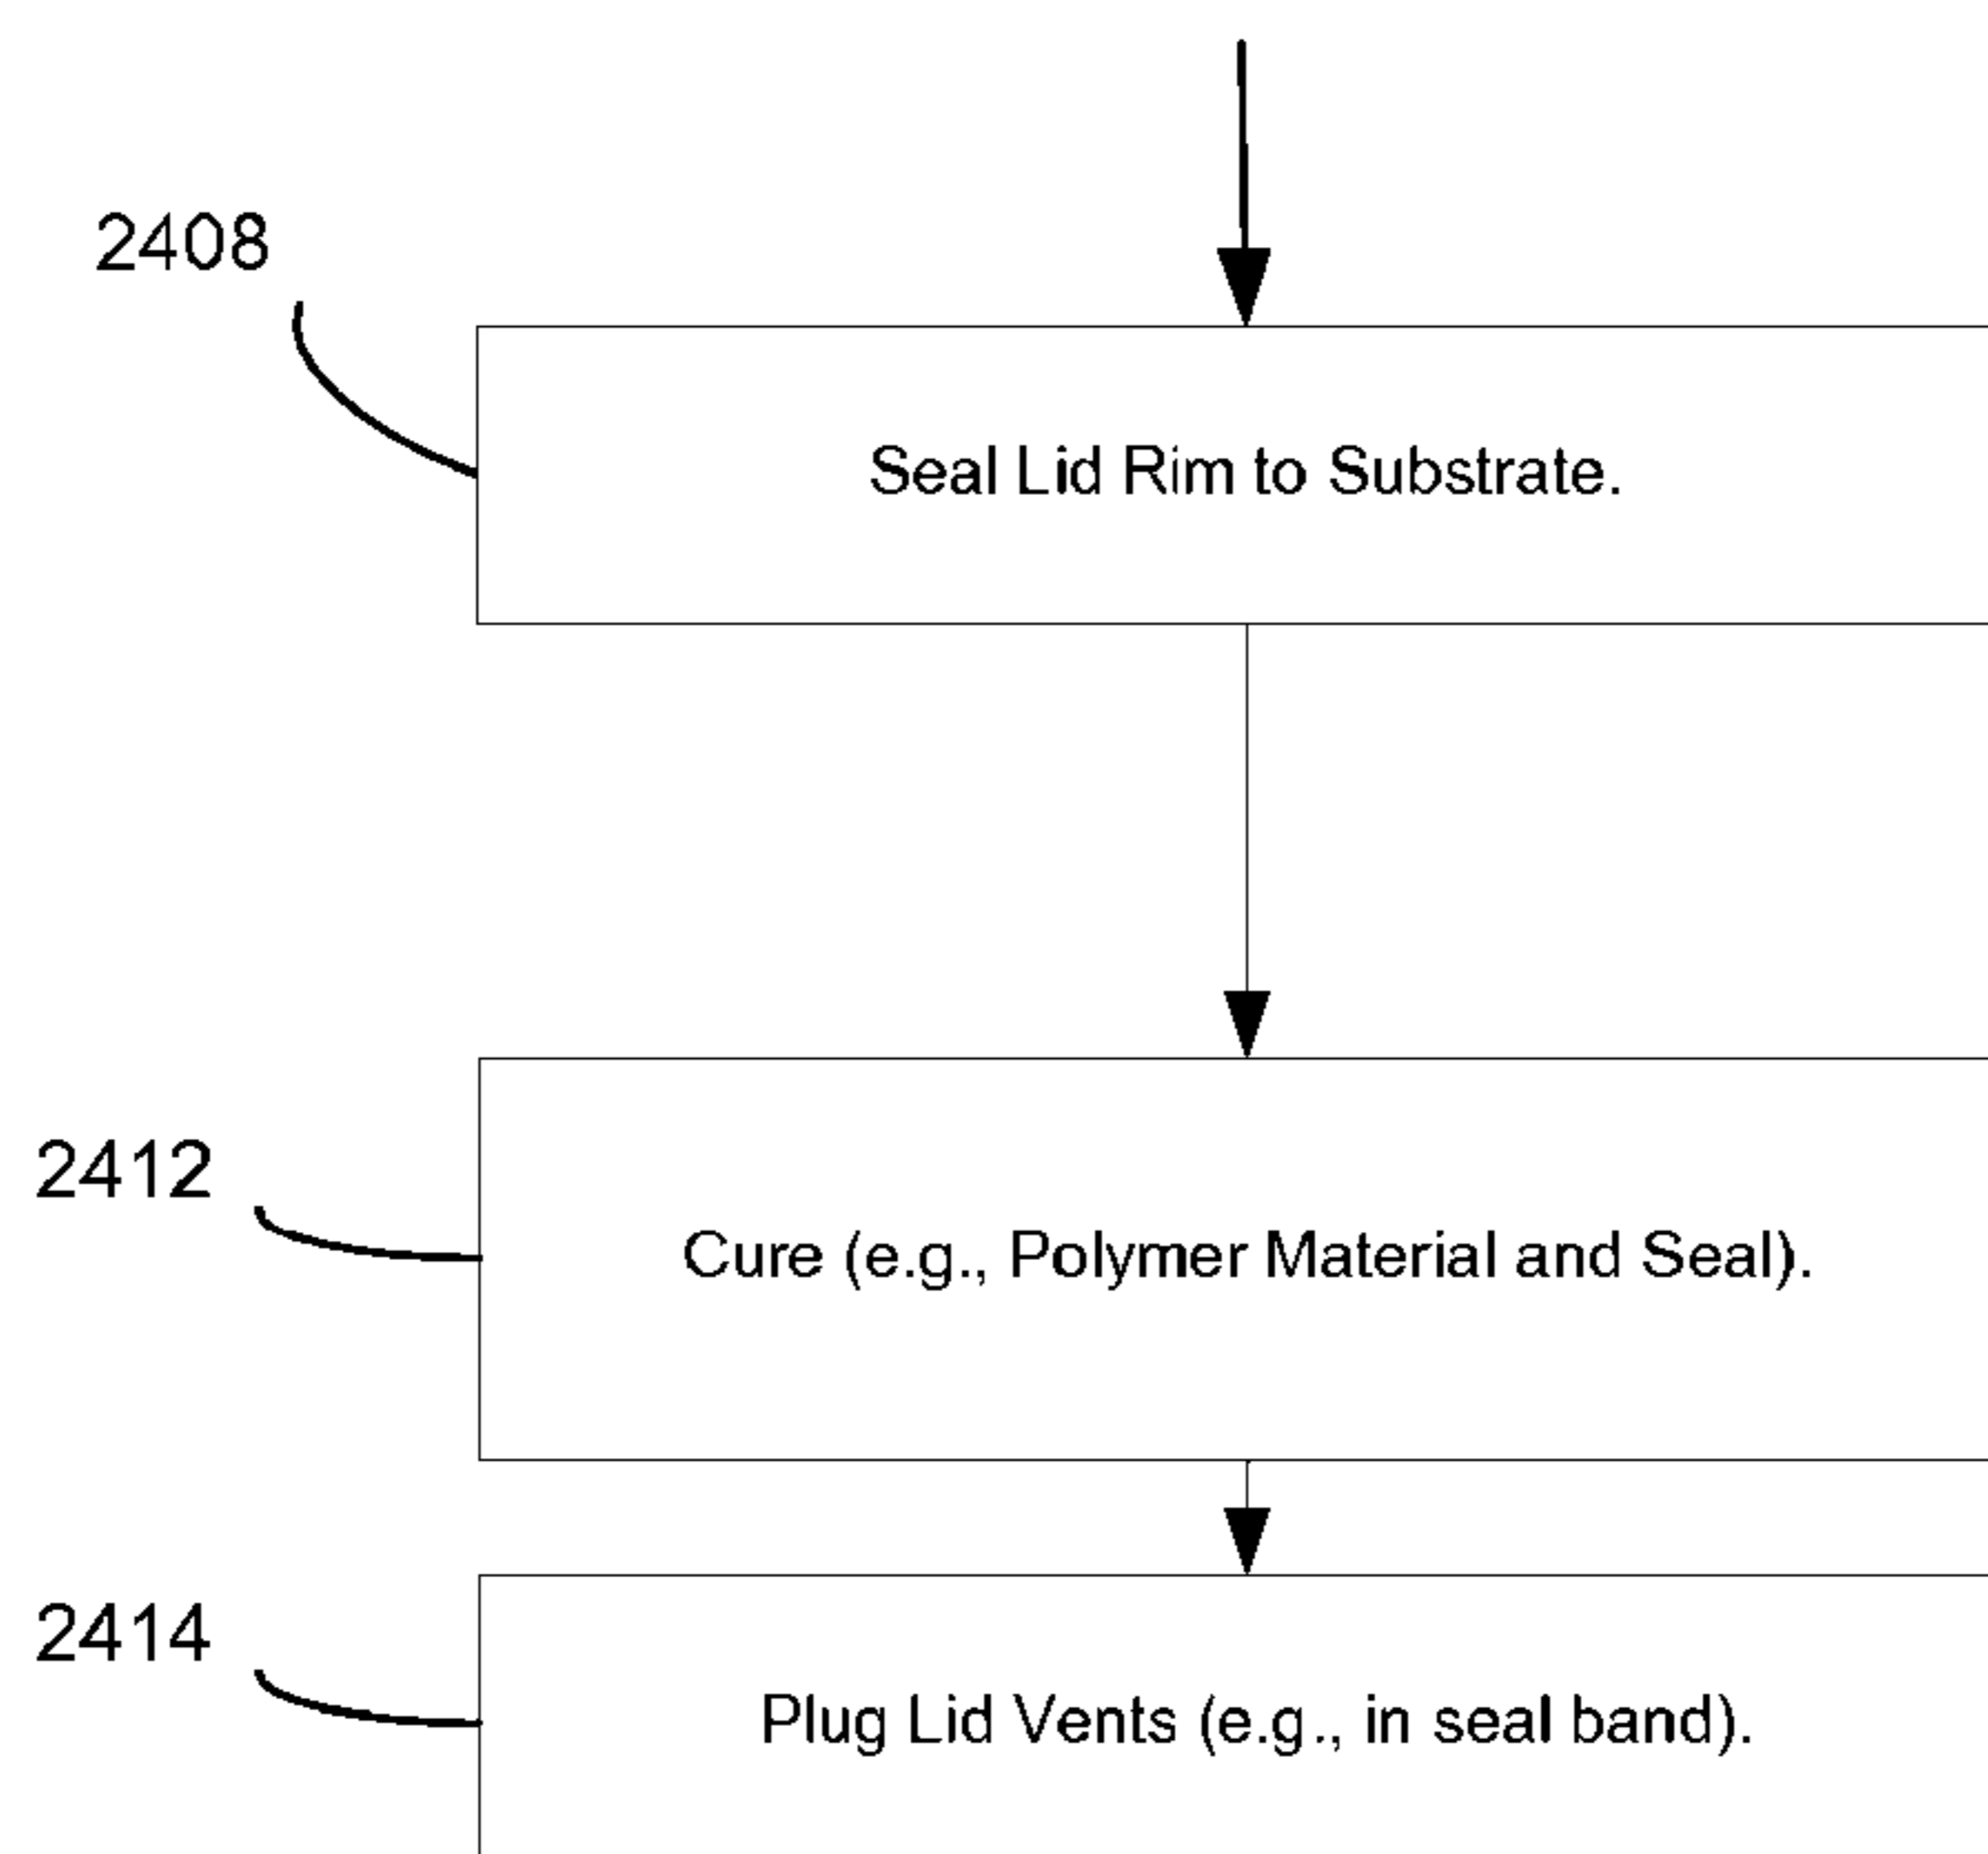 2408
Seal Lid Rim to Substrate.
2412
Cure (e.g., Polymer Material and Seal).
2414
Plug Lid Vents (e.g., in seal band).